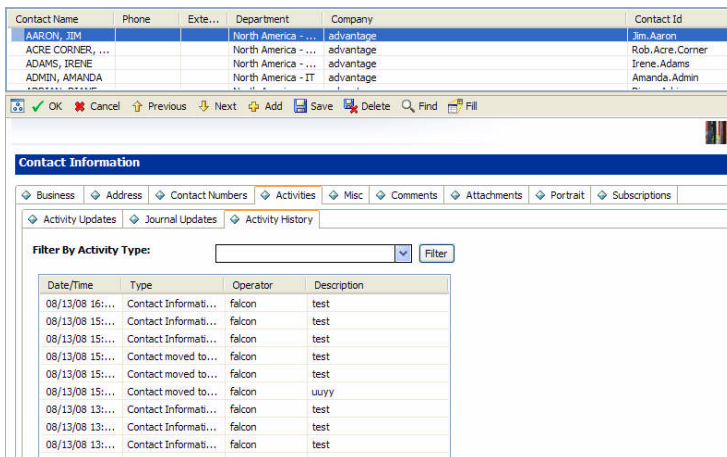 Contact Name Phone Exte... Department Company Contact Id
AARON, JIM North America - ... advantage Jim.Aaron
ACRE CORNER, ... North America - ... advantage Rob.Acre.Corner
ADAMS, IRENE North America - ... advantage Irene.Adams
ADMIN, AMANDA North America - IT advantage Amanda.Admin
OK Cancel Previous Next Add Save Delete Find Fill
Contact Information
Business Address Contact Numbers Activities Misc Comments Attachments Portrait Subscriptions
Activity Updates Journal Updates Activity History
Filter By Activity Type: Filter
Date/Time Type Operator Description
08/13/08 16:... Contact Informati... falcon test
08/13/08 15:... Contact Informati... falcon test
08/13/08 15:... Contact Informati... falcon test
08/13/08 15:... Contact moved to... falcon test
08/13/08 15:... Contact moved to... falcon test
08/13/08 15:... Contact moved to... falcon uuyy
08/13/08 13:... Contact Informati... falcon test
08/13/08 13:... Contact Informati... falcon test
08/13/08 13:... Contact Informati... falcon test